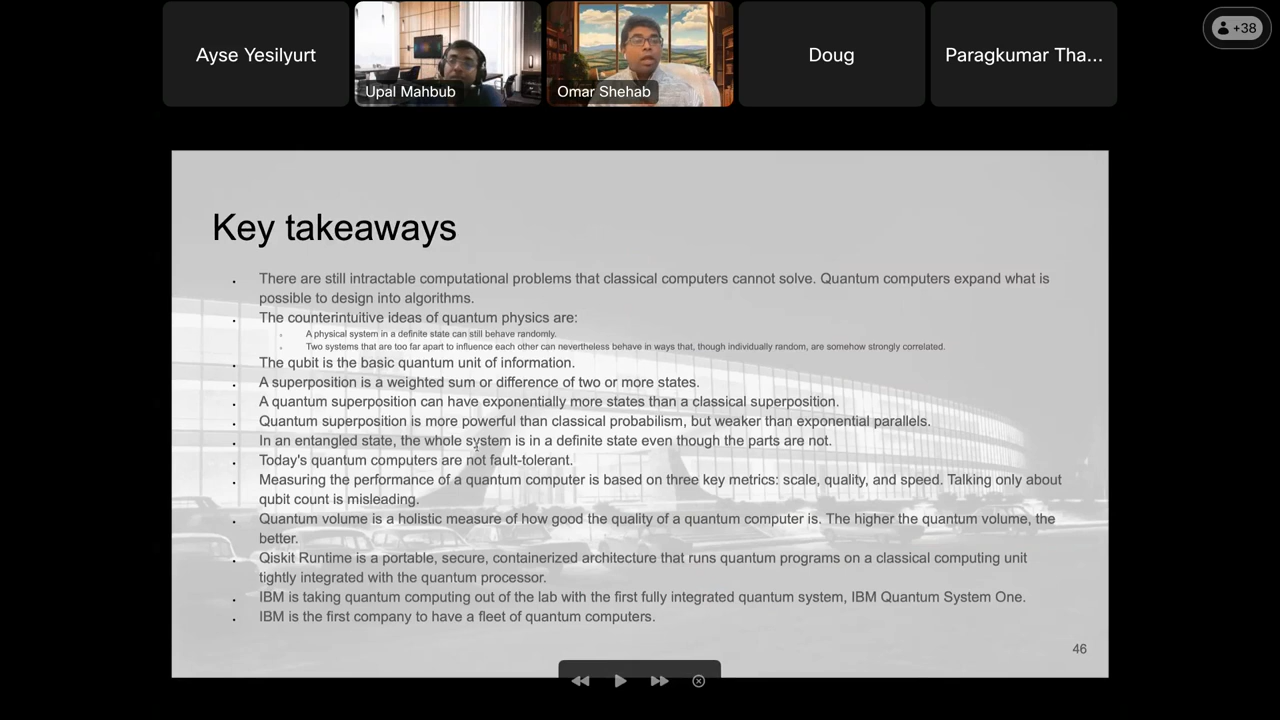 Ayse Yesilyurt
Upal Mahbub
Omar Shehab
Doug
Paragkumar Tha...
+38
Key takeaways
. There are still intractable computational problems that classical computers cannot solve. Quantum computers expand what is
possible to design into algorithms.
. The counterintuitive ideas of quantum physics are:
. A physical system in a definite state can still behave randomly.
. Two systems that are too far apart to influence each other can nevertheless behave in ways that, though individually random, are somehow strongly correlated.
. The qubit is the basic quantum unit of information.
. A superposition is a weighted sum or difference of two or more states.
. A quantum superposition can have exponentially more states than a classical superposition.
. Quantum superposition is more powerful than classical probabilism, but weaker than exponential parallels.
. In an entangled state, the whole system is in a definite state even though the parts are not.
. Today's quantum computers are not fault-tolerant.
. Measuring the performance of a quantum computer is based on three key metrics: scale, quality, and speed. Talking only about
qubit count is misleading.
. Quantum volume is a holistic measure of how good the quality of a quantum computer is. The higher the quantum volume, the
better.
. Qiskit Runtime is a portable, secure, containerized architecture that runs quantum programs on a classical computing unit
tightly integrated with the quantum processor.
. IBM is taking quantum computing out of the lab with the first fully integrated quantum system, IBM Quantum System One.
. IBM is the first company to have a fleet of quantum computers.
46